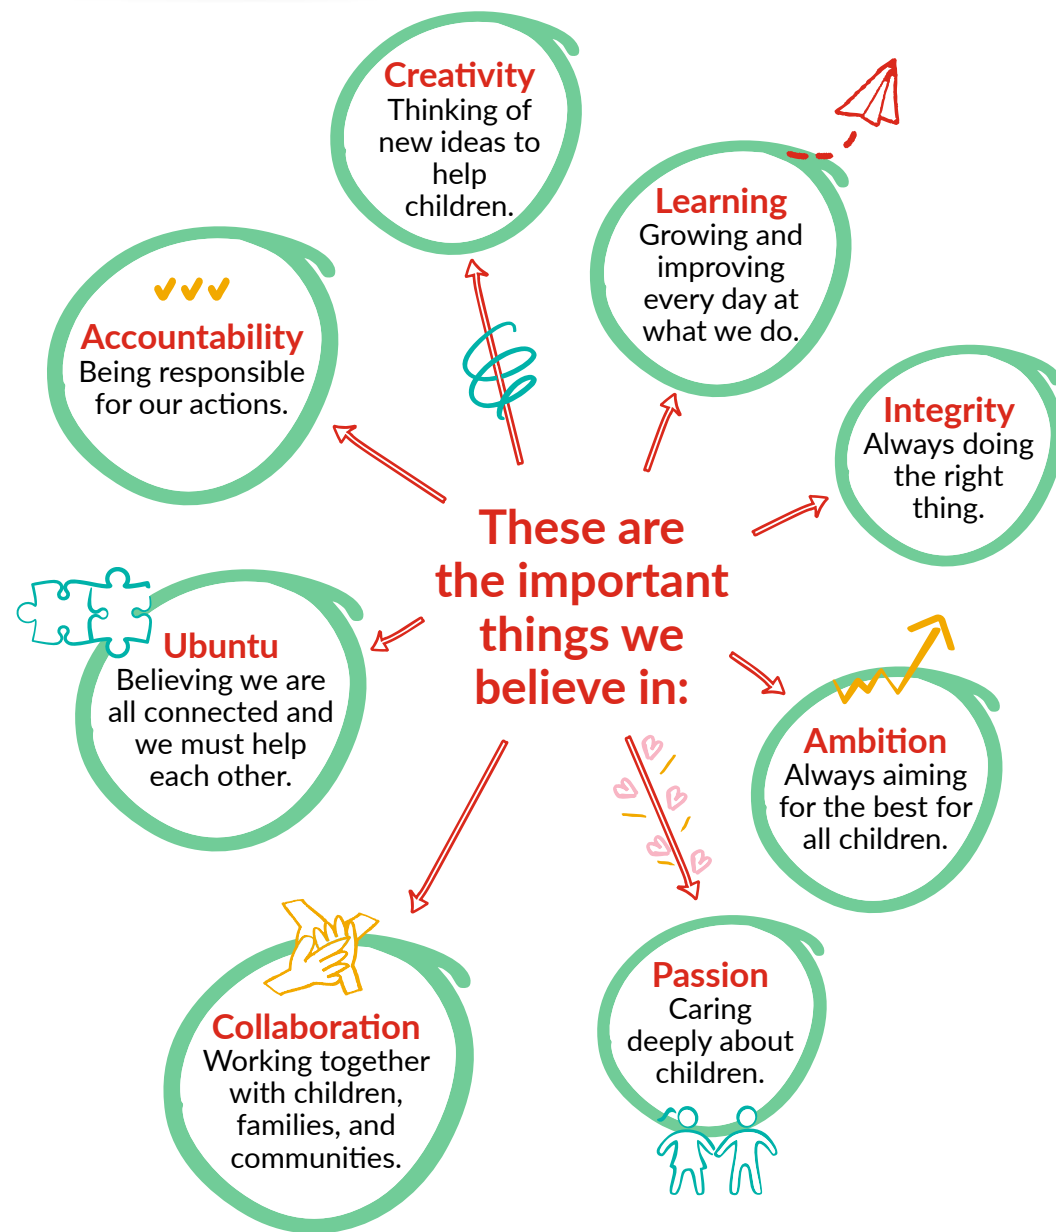 These are
the important
things we
believe in:
Creativity
Thinking of
new ideas to
help
children.
Learning
Growing and
improving
every day at
what we do.
Integrity
Always doing
the right
thing.
Ambition
Always aiming
for the best for
all children.
Passion
Caring
deeply about
children.
Collaboration
Working together
with children,
families, and
communities.
Ubuntu
Believing we are
all connected and
we must help
each other.
Accountability
Being responsible
for our actions.